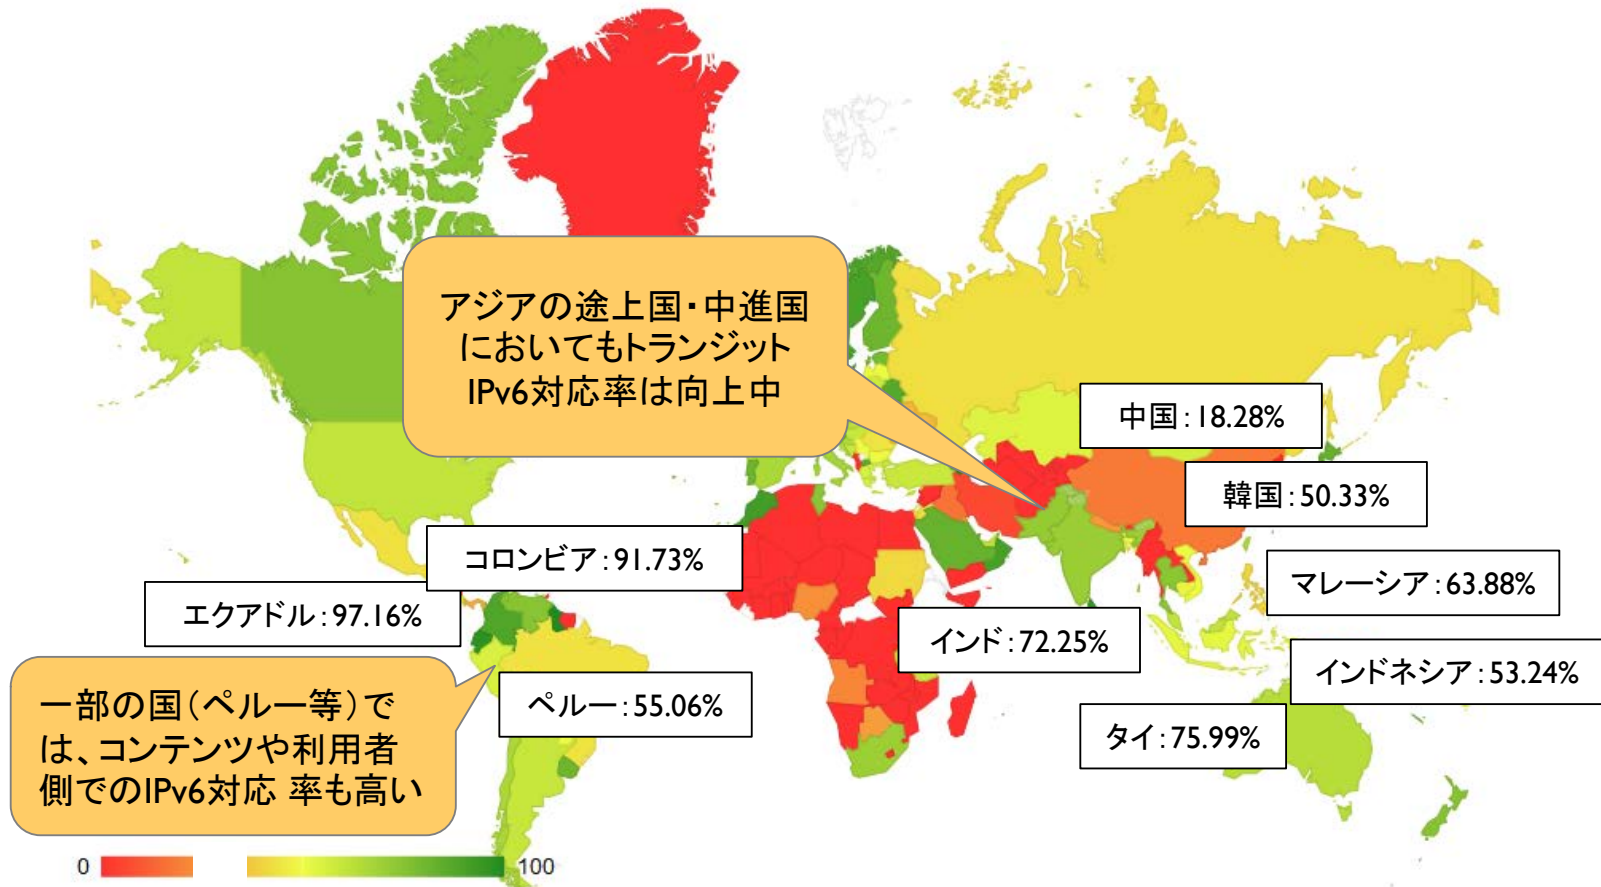 アジアの途上国・中進国
においてもトランジット
IPv6対応率は向上中
中国：18.28%
韓国：50.33%
コロンビア：91.73%
マレーシア：63.88%
エクアドル：97.16%
インド：72.25%
インドネシア：53.24%
ペルー：55.06%
タイ：75.99%
一部の国（ペルー等）で
は、コンテンツや利用者
側でのIPv6対応 率も高い
0
100